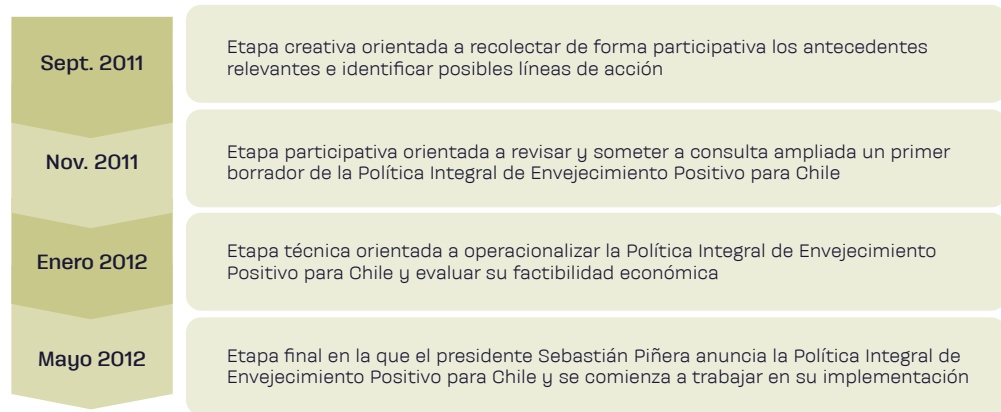 Sept. 2011
Etapa creativa orientada a recolectar de forma participativa los antecedentes
relevantes e identificar posibles líneas de acción
Nov. 2011
Etapa participativa orientada a revisar y someter a consulta ampliada un primer
borrador de la Política Integral de Envejecimiento Positivo para Chile
Enero 2012
Etapa técnica orientada a operacionalizar la Política Integral de Envejecimiento
Positivo para Chile y evaluar su factibilidad económica
Mayo 2012
Etapa final en la que el presidente Sebastián Piñera anuncia la Política Integral de
Envejecimiento Positivo para Chile y se comienza a trabajar en su implementación